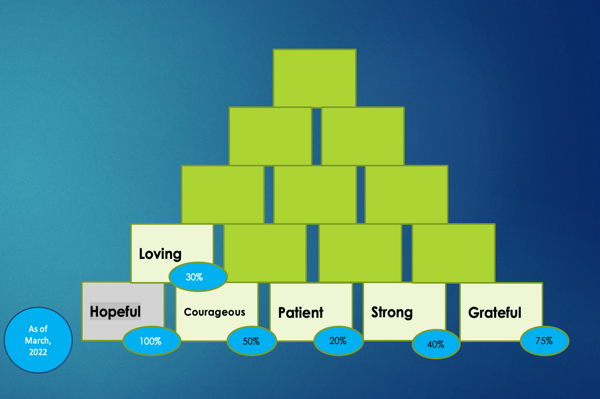 Loving
30%
Hopeful
Courageous
Patient
Strong
Grateful
100%
50%
20%
40%
75%
As of
March,
2022